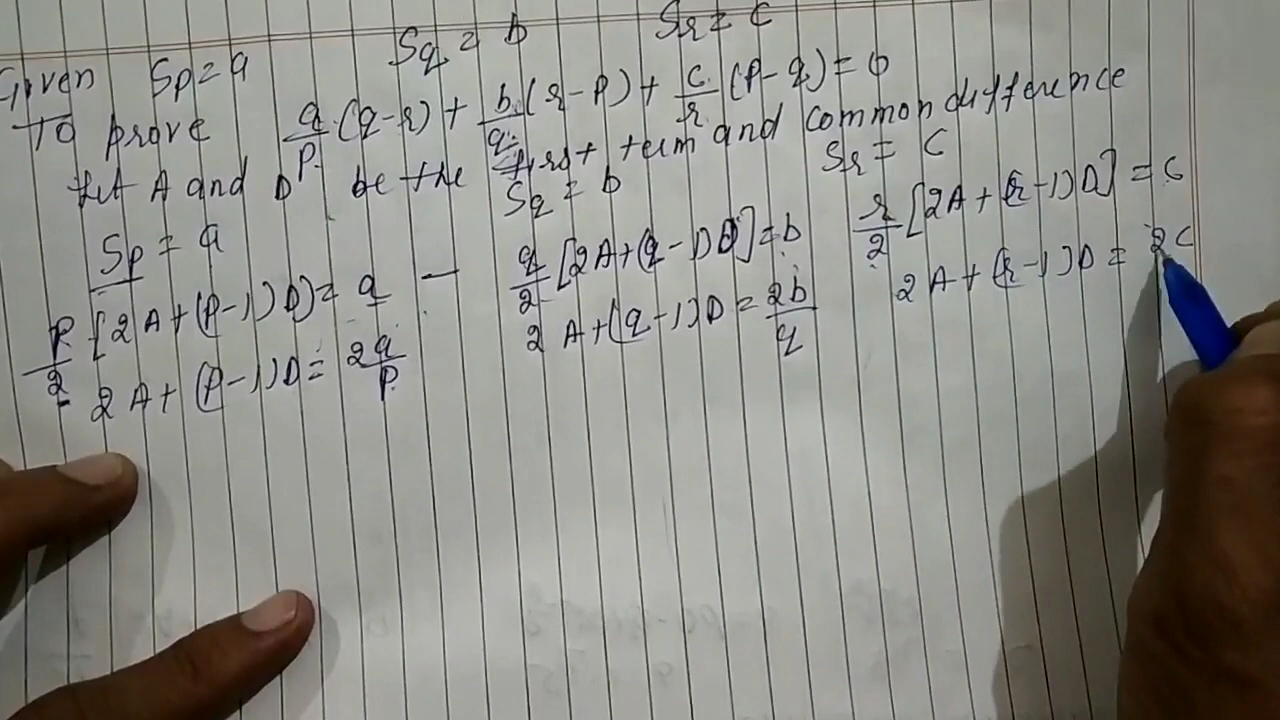 Given Sp = a Sq = b Sr = c
To prove a/p (q-r) + b/q (r-p) + c/r (p-q) = 0
Let A and D be the first term and common difference
Sp = a Sq = b Sr = c
p/2 [2A+(p-1)D] = a — q/2 [2A+(q-1)D] = b r/2 [2A+(r-1)D] = c
2A+(p-1)D = 2a/p 2A+(q-1)D = 2b/q 2A+(r-1)D = 2c